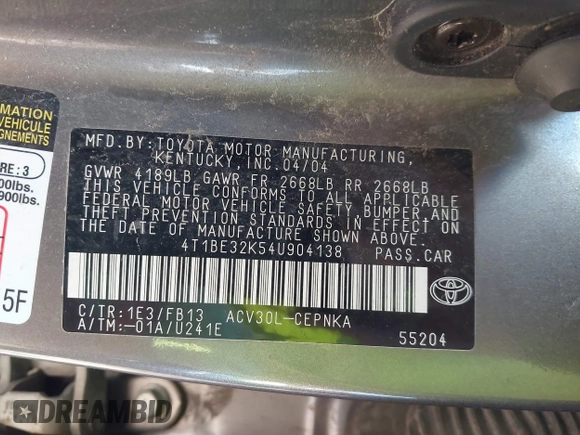 MATION
VÉHICULE
GNEMENTS
RE: 3
00lbs.
900lbs.
15F
MFD. BY: TOYOTA MOTOR MANUFACTURING,
KENTUCKY, INC. 04/04
GVWR 4189LB GAWR FR 2668LB RR 2668LB
THIS VEHICLE CONFORMS TO ALL APPLICABLE
FEDERAL MOTOR VEHICLE SAFETY, BUMPER, AND
THEFT PREVENTION STANDARDS IN EFFECT ON
THE DATE OF MANUFACTURE SHOWN ABOVE.
4T1BE32K54U904138 PASS. CAR
C/TR: 1E3/FB13 ACV30L-CEPNKA
A/TM: -01A/U241E
55204
DREAMBID